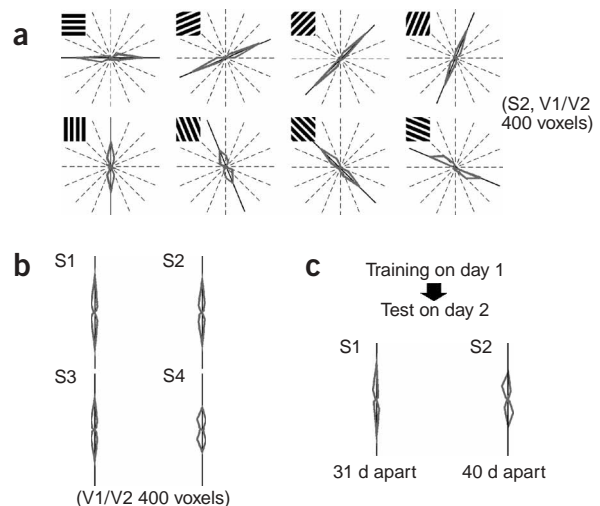 a
(S2, V1/V2
400 voxels)
b
S1
S2
S3
S4
(V1/V2 400 voxels)
c
Training on day 1
Test on day 2
S1
S2
31 d apart
40 d apart